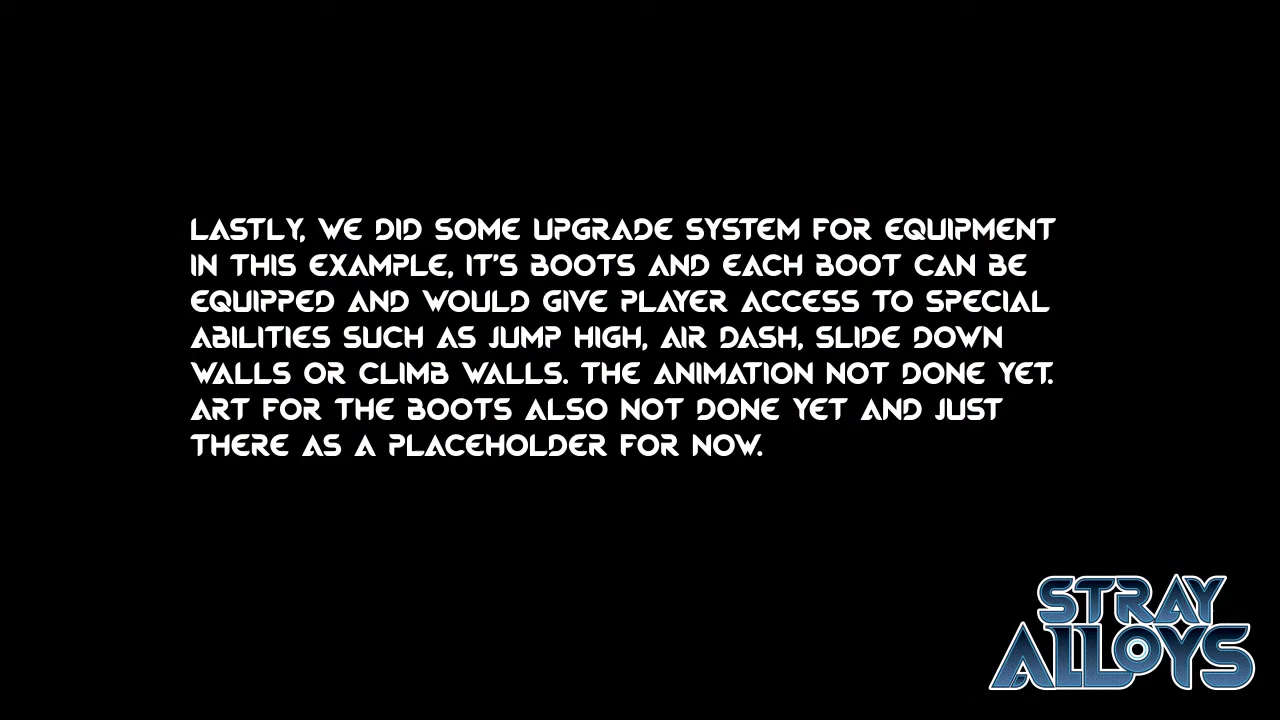 LASTLY, WE DID SOME UPGRADE SYSTEM FOR EQUIPMENT
IN THIS EXAMPLE, IT'S BOOTS AND EACH BOOT CAN BE
EQUIPPED AND WOULD GIVE PLAYER ACCESS TO SPECIAL
ABILITIES SUCH AS JUMP HIGH, AIR DASH, SLIDE DOWN
WALLS OR CLIMB WALLS. THE ANIMATION NOT DONE YET.
ART FOR THE BOOTS ALSO NOT DONE YET AND JUST
THERE AS A PLACEHOLDER FOR NOW.
STRAY
ALLOYS